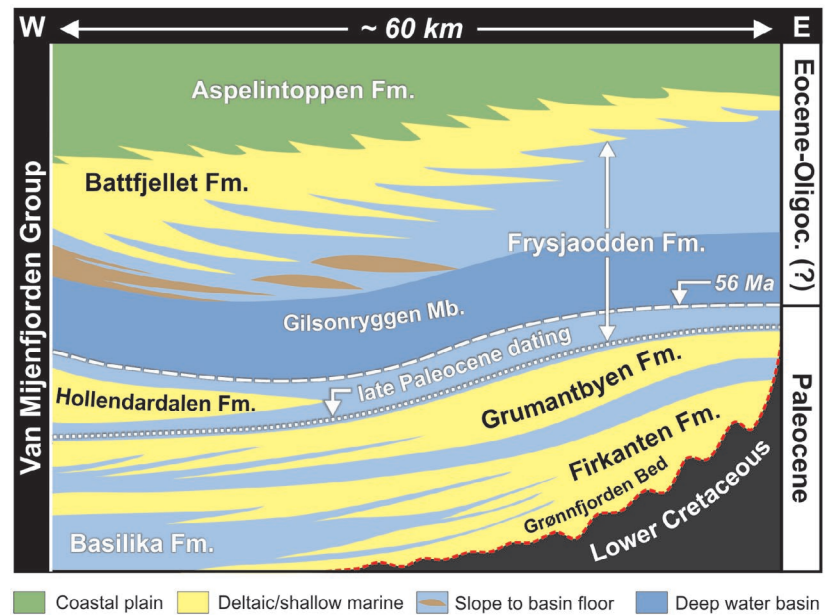 W ~ 60 km E
Van Mijenfjorden Group
Aspelintoppen Fm.
Battfjellet Fm.
Frysjaodden Fm.
Gilsonryggen Mb.
56 Ma
late Paleocene dating
Hollendardalen Fm.
Grumantbyen Fm.
Firkanten Fm.
Grønnfjorden Bed
Basilika Fm.
Lower Cretaceous
Eocene-Oligoc. (?)
Paleocene
Coastal plain Deltaic/shallow marine Slope to basin floor Deep water basin